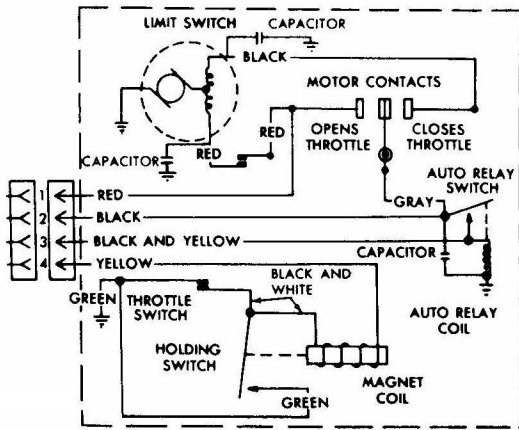 LIMIT SWITCH
CAPACITOR
BLACK
MOTOR CONTACTS
OPENS
THROTTLE
CLOSES
THROTTLE
RED
RED
CAPACITOR
AUTO RELAY
SWITCH
GRAY
1 RED
2 BLACK
3 BLACK AND YELLOW
CAPACITOR
4 YELLOW
BLACK AND
WHITE
GREEN
THROTTLE
SWITCH
AUTO RELAY
COIL
HOLDING
SWITCH
MAGNET
COIL
GREEN